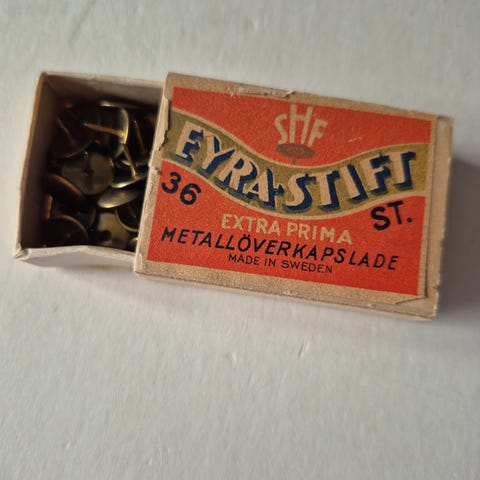 SHF
EYRA-STIFT
36 ST.
EXTRA PRIMA
METALLÖVERKAPSLADE
MADE IN SWEDEN